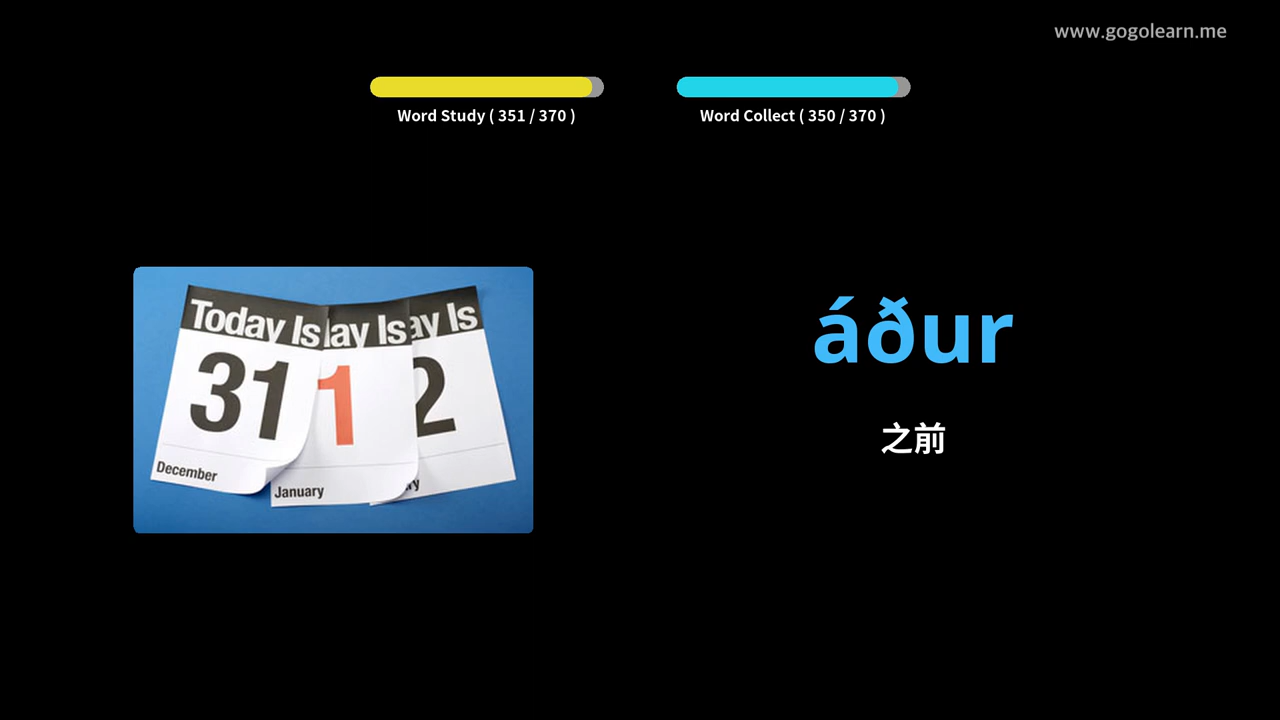 www.gogolearn.me
Word Study ( 351 / 370 )
Word Collect ( 350 / 370 )
Today Is
31
December
ay Is
1
January
ay Is
2
ry
áður
之前